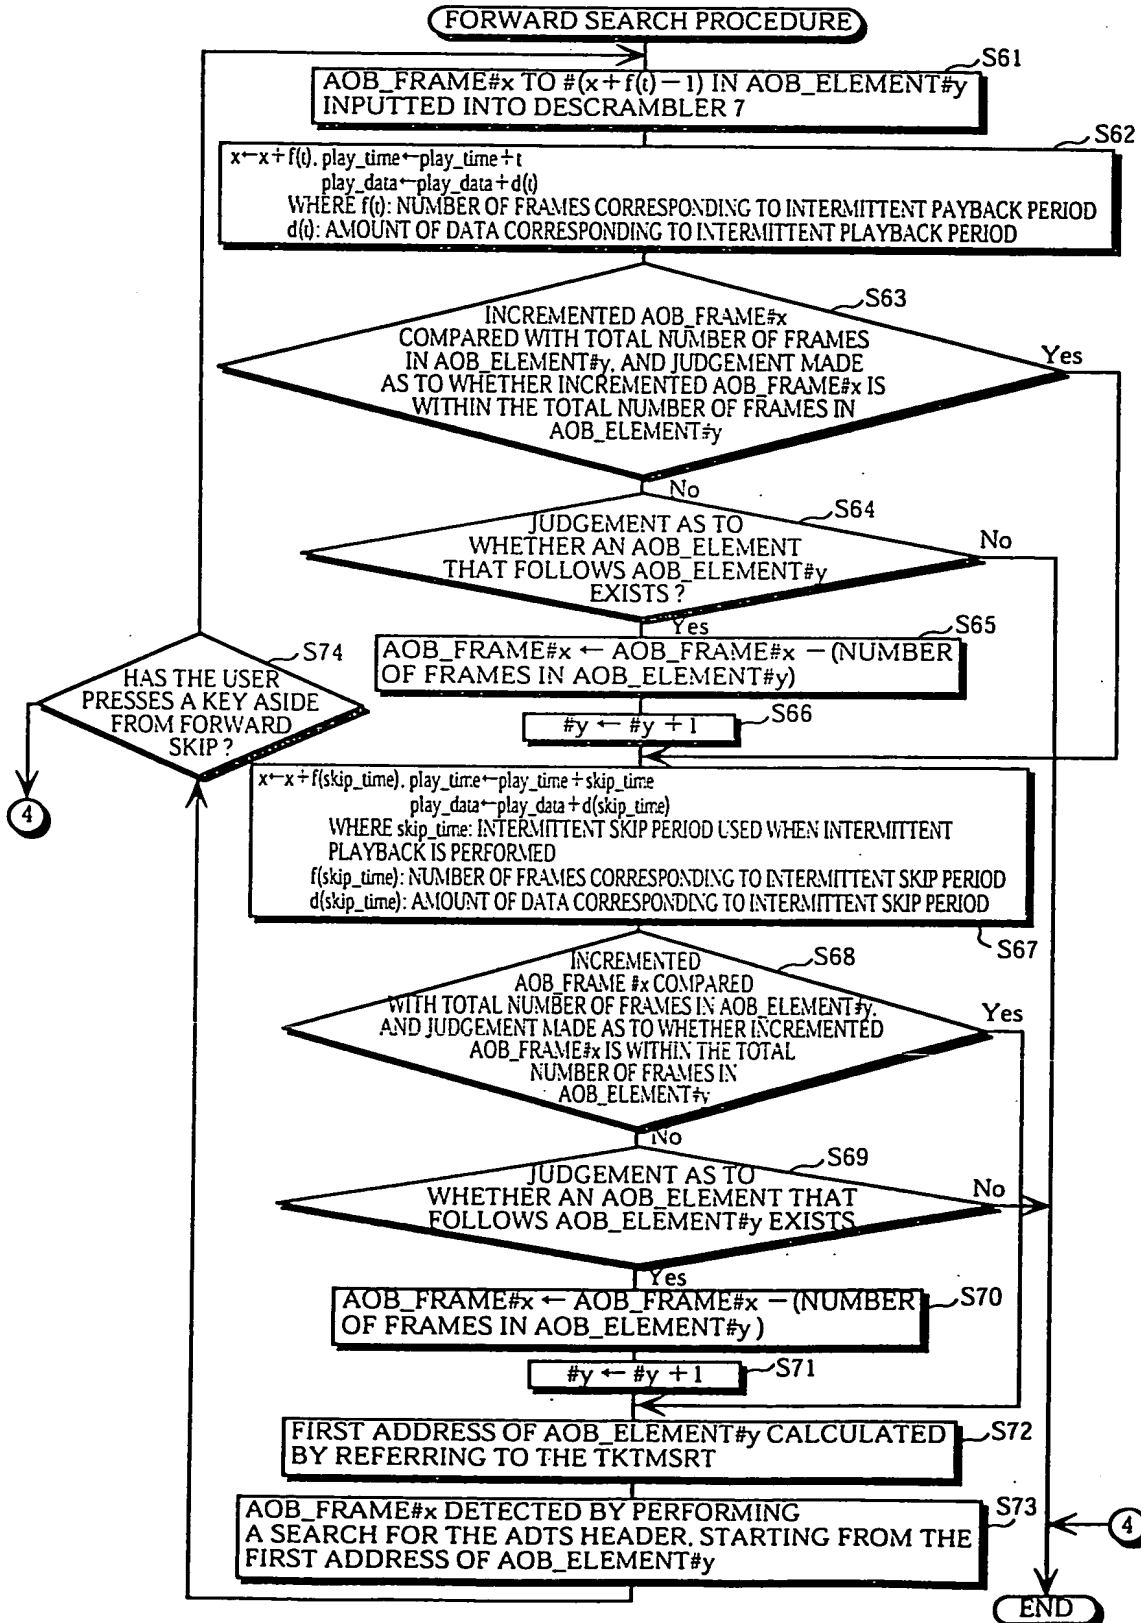 FORWARD SEARCH PROCEDURE
S61
AOB_FRAME#x TO #(x+f(t)−1) IN AOB_ELEMENT#y
INPUTTED INTO DESCRAMBLER 7
S62
x←x+f(t), play_time←play_time+t
play_data←play_data+d(t)
WHERE f(t): NUMBER OF FRAMES CORRESPONDING TO INTERMITTENT PAYBACK PERIOD
d(t): AMOUNT OF DATA CORRESPONDING TO INTERMITTENT PLAYBACK PERIOD
S63
INCREMENTED AOB_FRAME#x
COMPARED WITH TOTAL NUMBER OF FRAMES
IN AOB_ELEMENT#y, AND JUDGEMENT MADE
AS TO WHETHER INCREMENTED AOB_FRAME#x IS
WITHIN THE TOTAL NUMBER OF FRAMES IN
AOB_ELEMENT#y
Yes
No
S64
JUDGEMENT AS TO
WHETHER AN AOB_ELEMENT
THAT FOLLOWS AOB_ELEMENT#y
EXISTS ?
No
Yes
S65
AOB_FRAME#x ← AOB_FRAME#x −(NUMBER
OF FRAMES IN AOB_ELEMENT#y)
S66
#y ← #y +1
S74
HAS THE USER
PRESSES A KEY ASIDE
FROM FORWARD
SKIP ?
4
x←x+f(skip_time), play_time←play_time+skip_time
play_data←play_data+d(skip_time)
WHERE skip_time: INTERMITTENT SKIP PERIOD USED WHEN INTERMITTENT
PLAYBACK IS PERFORMED
f(skip_time): NUMBER OF FRAMES CORRESPONDING TO INTERMITTENT SKIP PERIOD
d(skip_time): AMOUNT OF DATA CORRESPONDING TO INTERMITTENT SKIP PERIOD
S67
S68
INCREMENTED
AOB_FRAME #x COMPARED
WITH TOTAL NUMBER OF FRAMES IN AOB_ELEMENT#y,
AND JUDGEMENT MADE AS TO WHETHER INCREMENTED
AOB_FRAME#x IS WITHIN THE TOTAL
NUMBER OF FRAMES IN
AOB_ELEMENT#y
Yes
No
S69
JUDGEMENT AS TO
WHETHER AN AOB_ELEMENT THAT
FOLLOWS AOB_ELEMENT#y EXISTS
No
Yes
AOB_FRAME#x ← AOB_FRAME#x −(NUMBER
OF FRAMES IN AOB_ELEMENT#y )
S70
#y ← #y +1
S71
FIRST ADDRESS OF AOB_ELEMENT#y CALCULATED
BY REFERRING TO THE TKTMSRT
S72
AOB_FRAME#x DETECTED BY PERFORMING
A SEARCH FOR THE ADTS HEADER, STARTING FROM THE
FIRST ADDRESS OF AOB_ELEMENT#y
S73
4
END